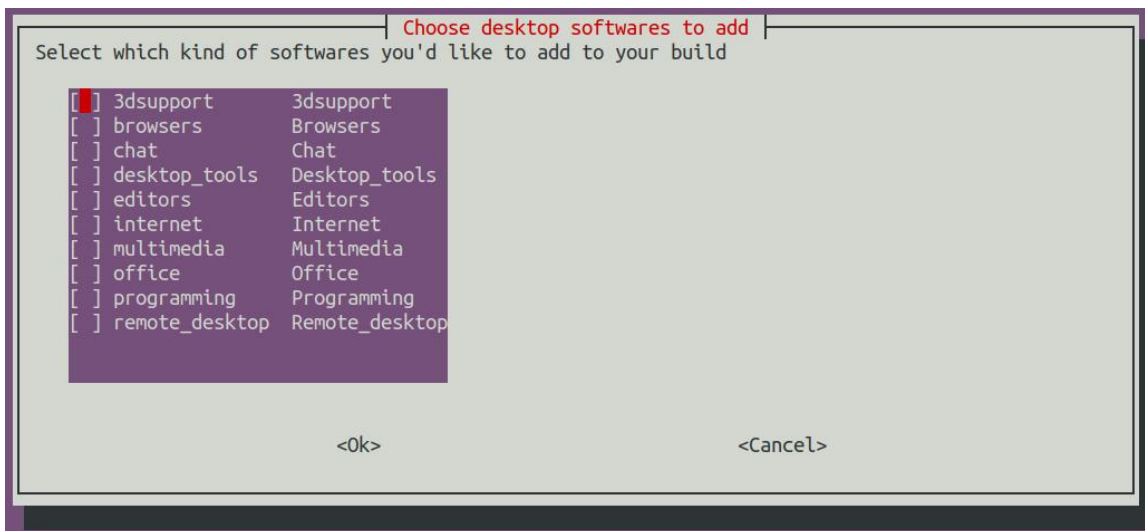 Choose desktop softwares to add
Select which kind of softwares you'd like to add to your build
[ ] 3dsupport 3dsupport
[ ] browsers Browsers
[ ] chat Chat
[ ] desktop_tools Desktop_tools
[ ] editors Editors
[ ] internet Internet
[ ] multimedia Multimedia
[ ] office Office
[ ] programming Programming
[ ] remote_desktop Remote_desktop
<Ok> <Cancel>